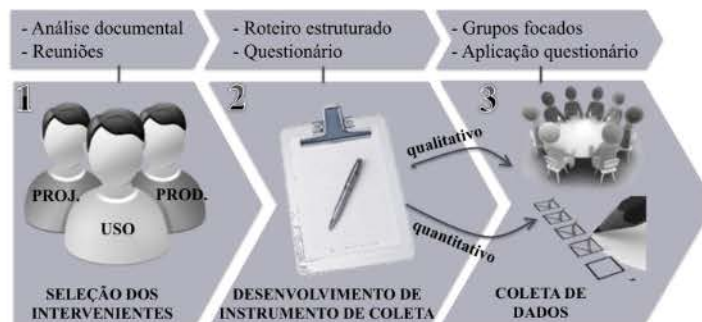 - Análise documental
- Reuniões
- Roteiro estruturado
- Questionário
- Grupos focados
- Aplicação questionário
1
2
3
PROJ.
PROD.
USO
qualitativo
quantitativo
SELEÇÃO DOS
INTERVENIENTES
DESENVOLVIMENTO DE
INSTRUMENTO DE COLETA
COLETA DE
DADOS